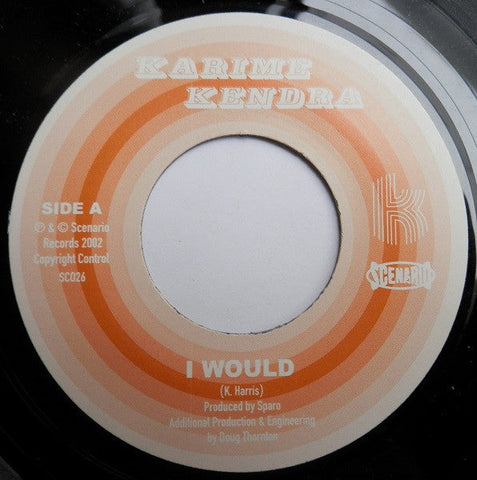 KARIME
KENDRA
SIDE A
℗ & © Scenario
Records 2002
Copyright Control
SC026
k
SCENARIO
I WOULD
(K. Harris)
Produced by Sparo
Additional Production & Engineering
by Doug Thornton